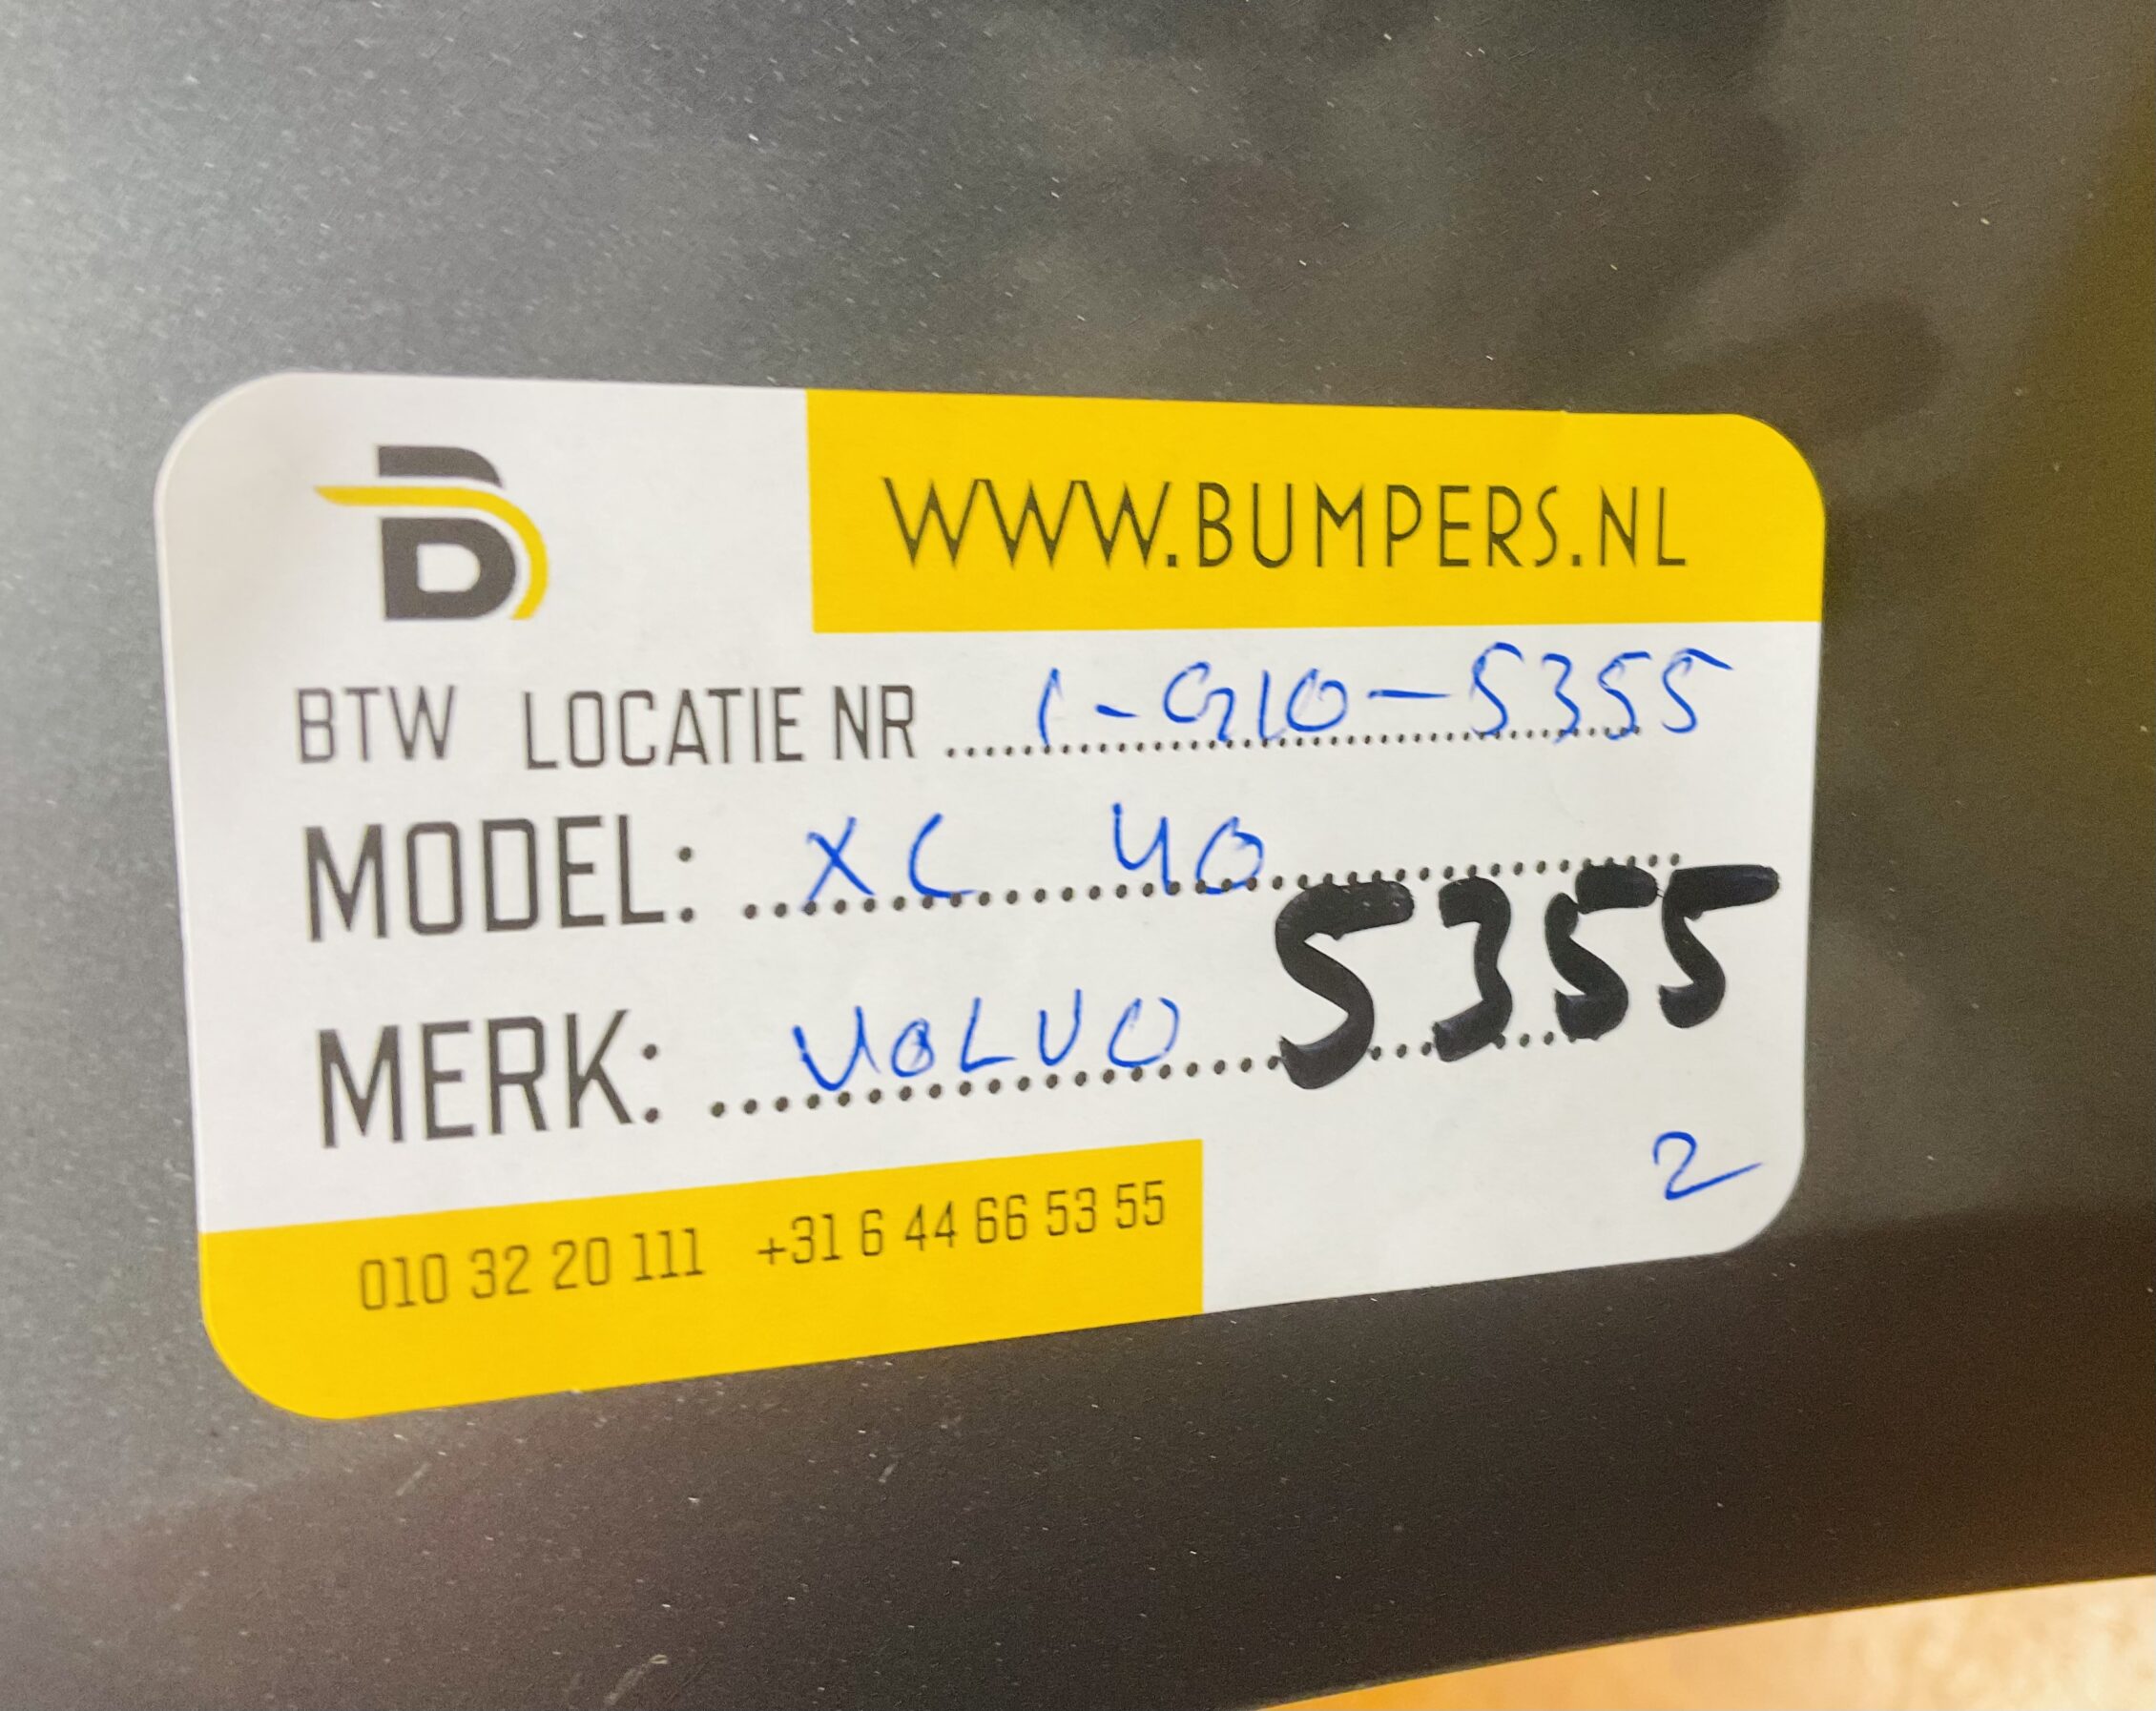 B
WWW.BUMPERS.NL
BTW LOCATIE NR 1-G10-5355
MODEL: XC 40
5355
MERK: VOLVO
2
010 32 20 111 +31 6 44 66 53 55